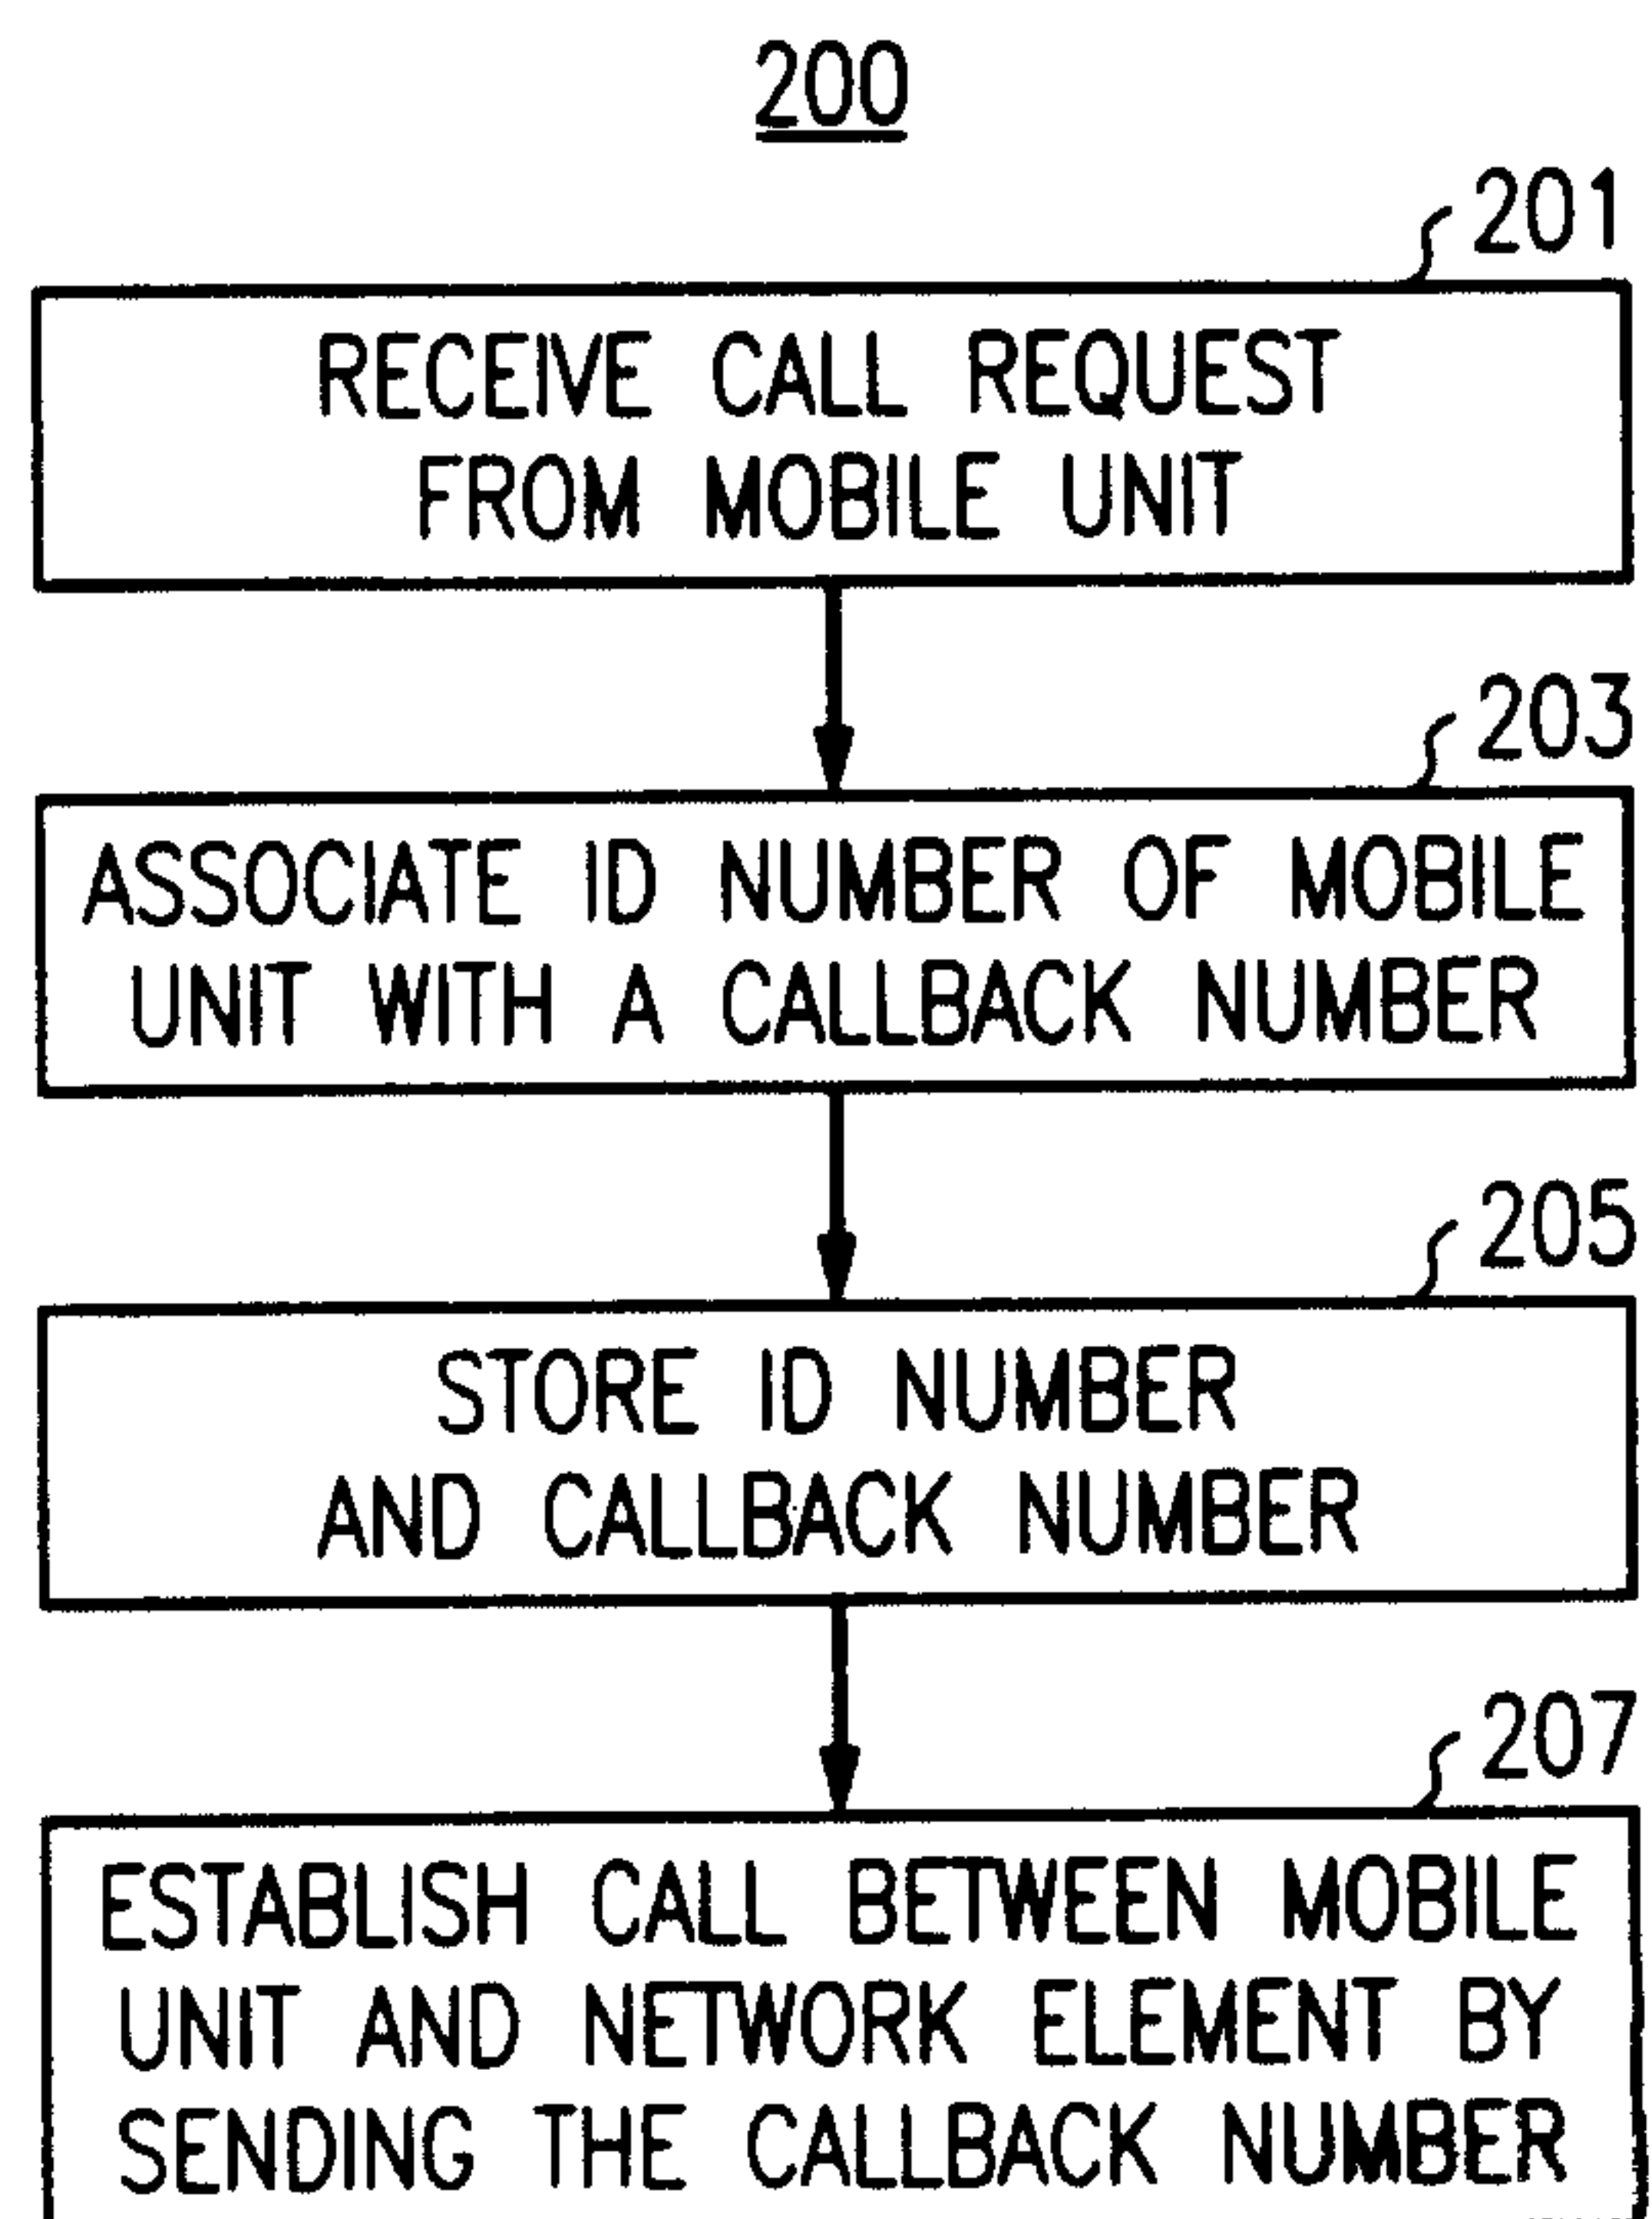 200
201
RECEIVE CALL REQUEST
FROM MOBILE UNIT
203
ASSOCIATE ID NUMBER OF MOBILE
UNIT WITH A CALLBACK NUMBER
205
STORE ID NUMBER
AND CALLBACK NUMBER
207
ESTABLISH CALL BETWEEN MOBILE
UNIT AND NETWORK ELEMENT BY
SENDING THE CALLBACK NUMBER